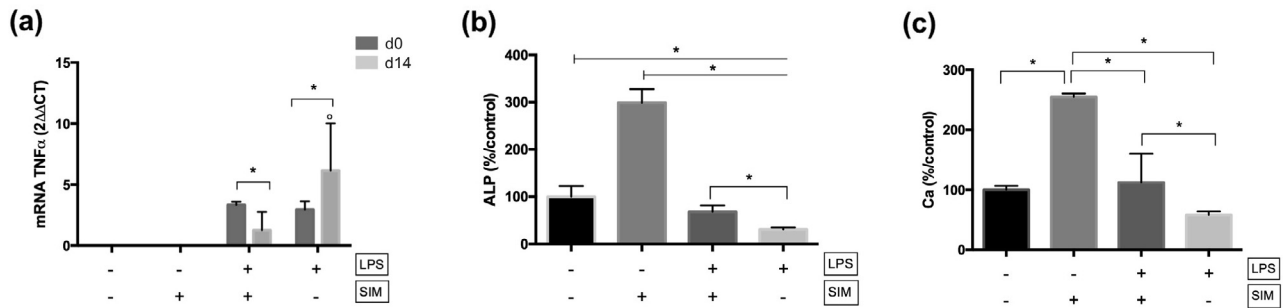 (a)
d0
d14
*
*
°
mRNA TNFα (2ΔΔCT)
15
10
5
0
- - + + LPS
- + + - SIM
(b)
*
*
*
ALP (%/control)
400
300
200
100
0
- - + + LPS
- + + - SIM
(c)
*
*
*
*
Ca (%/control)
300
200
100
0
- - + + LPS
- + + - SIM